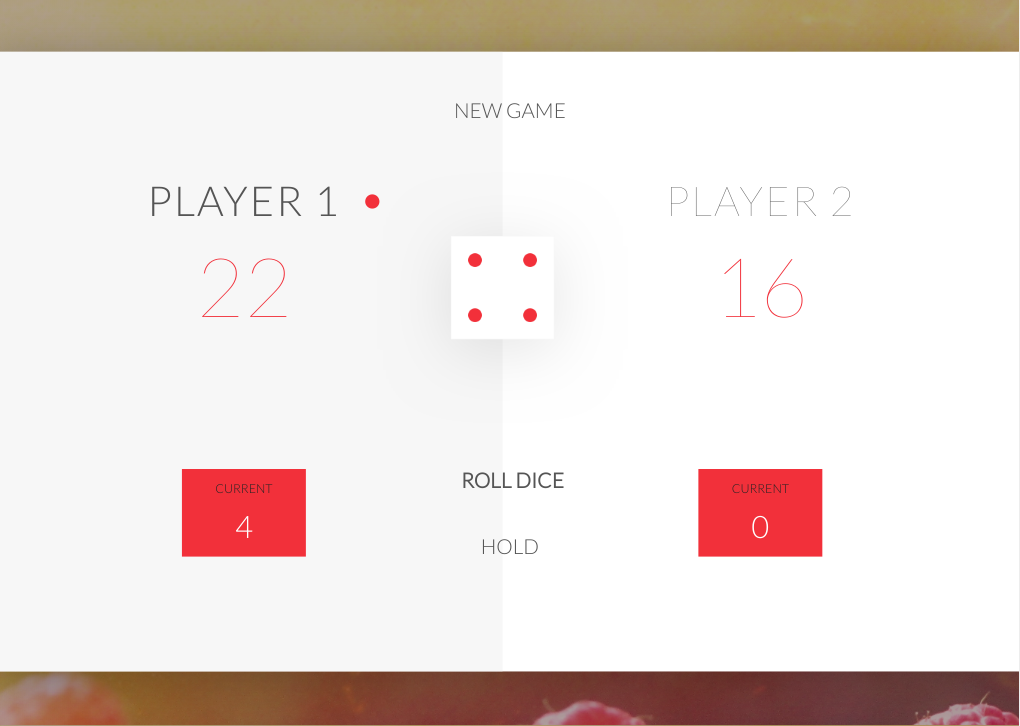 NEW GAME
PLAYER 1
22
CURRENT
4
PLAYER 2
16
CURRENT
0
ROLL DICE
HOLD